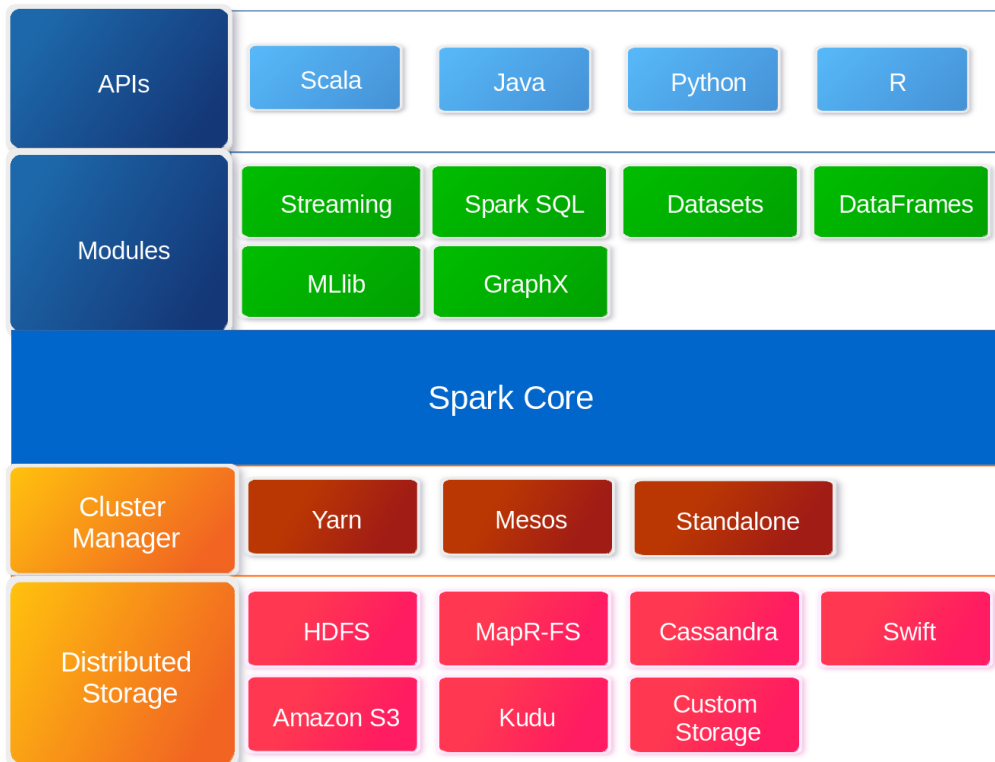 APIs
Scala
Java
Python
R
Modules
Streaming
Spark SQL
Datasets
DataFrames
MLlib
GraphX
Spark Core
Cluster
Manager
Yarn
Mesos
Standalone
Distributed
Storage
HDFS
MapR-FS
Cassandra
Swift
Amazon S3
Kudu
Custom
Storage